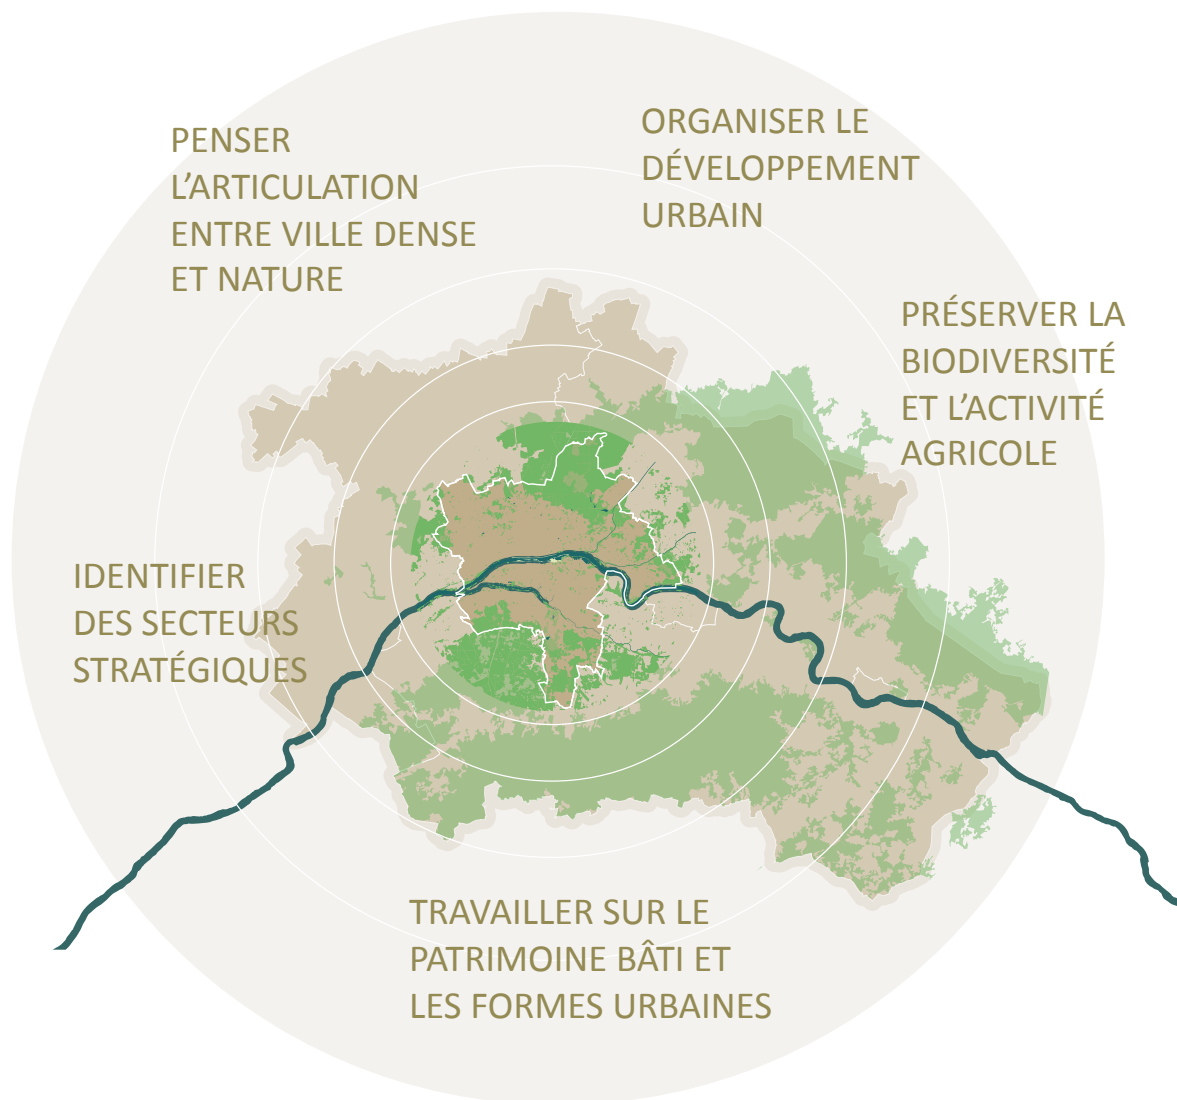 PENSER
L’ARTICULATION
ENTRE VILLE DENSE
ET NATURE
ORGANISER LE
DÉVELOPPEMENT
URBAIN
PRÉSERVER LA
BIODIVERSITÉ
ET L’ACTIVITÉ
AGRICOLE
IDENTIFIER
DES SECTEURS
STRATÉGIQUES
TRAVAILLER SUR LE
PATRIMOINE BÂTI ET
LES FORMES URBAINES